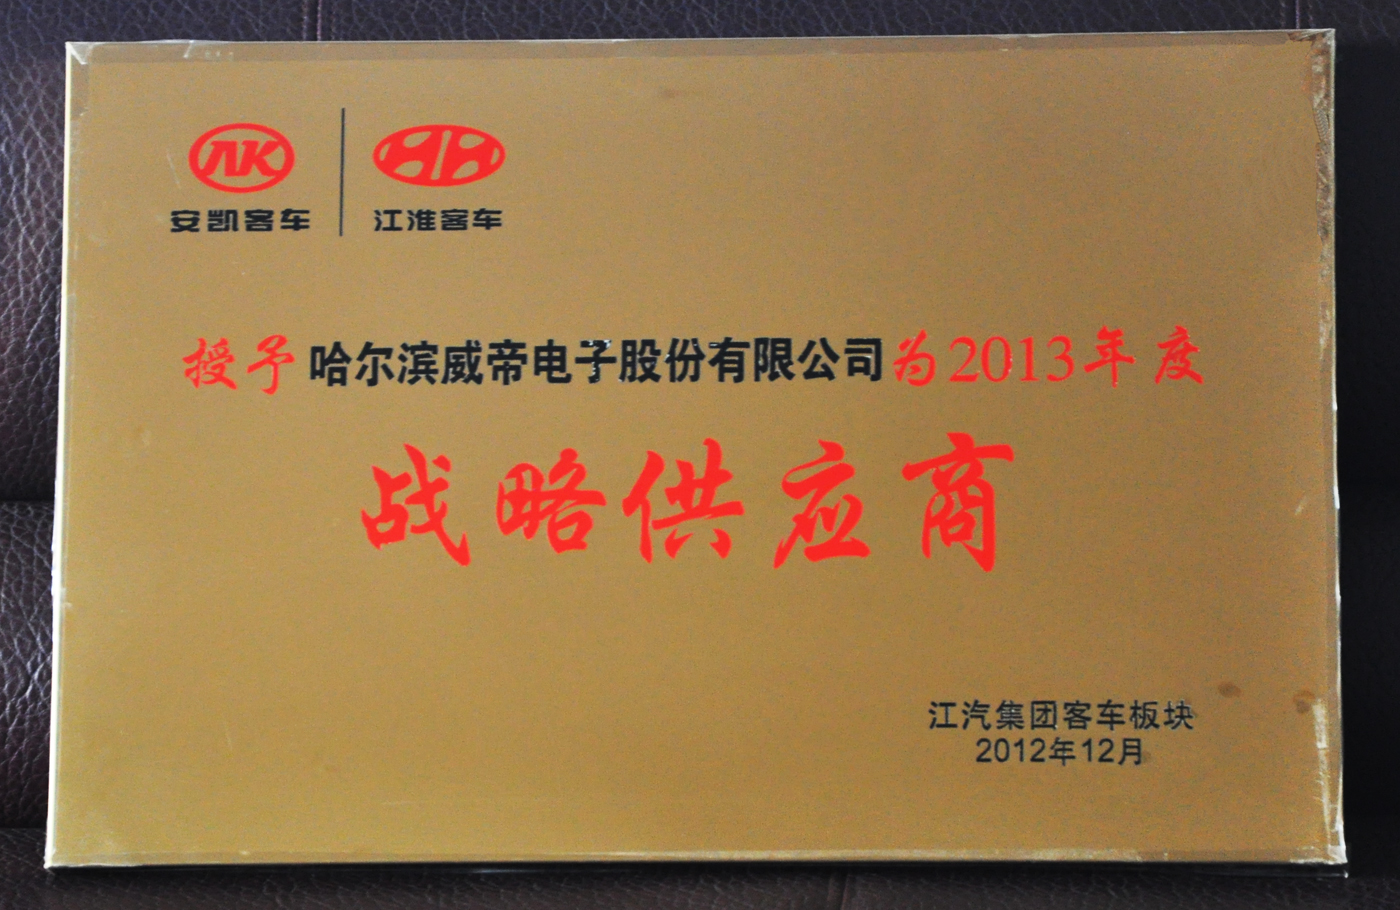 安凯客车 江淮客车
授予哈尔滨威帝电子股份有限公司为2013年度
战略供应商
江汽集团客车板块
2012年12月